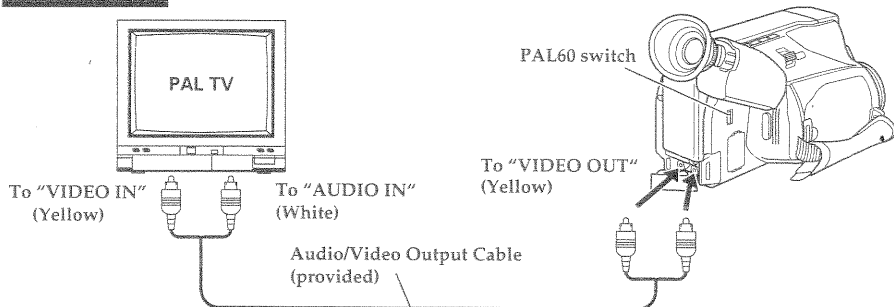 PAL TV
PAL60 switch
To "VIDEO IN"
(Yellow)
To "AUDIO IN"
(White)
To "VIDEO OUT"
(Yellow)
Audio/Video Output Cable
(provided)